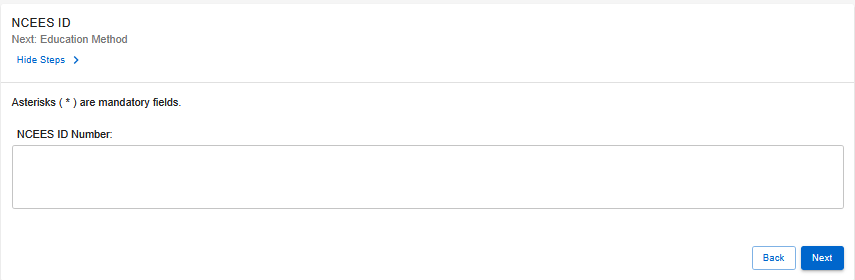 NCEES ID
Next: Education Method
Hide Steps
Asterisks ( * ) are mandatory fields.
NCEES ID Number:
Back Next